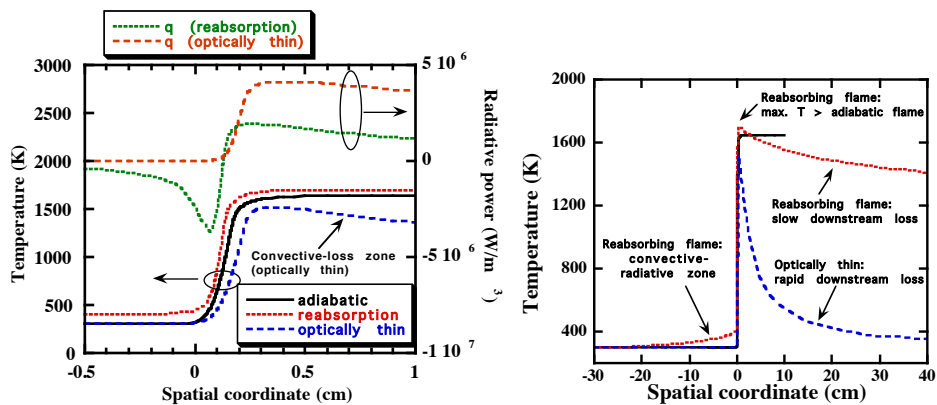 q (reabsorption)
q (optically thin)
3000
2500
2000
1500
1000
500
0
Temperature (K)
5 10^6
0
-5 10^6
-1 10^7
Radiative power (W/m^3)
Convective-loss zone
(optically thin)
adiabatic
reabsorption
optically thin
-0.5
0
0.5
1
Spatial coordinate (cm)
2000
1600
1200
800
400
Temperature (K)
Reabsorbing flame:
max. T > adiabatic flame
Reabsorbing flame:
slow downstream loss
Reabsorbing flame:
convective-
radiative zone
Optically thin:
rapid downstream loss
-30
-20
-10
0
10
20
30
40
Spatial coordinate (cm)